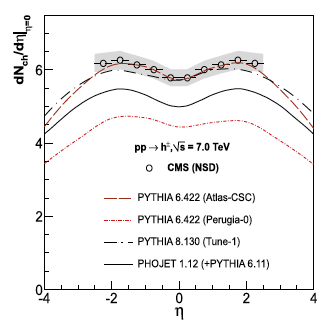 dN_ch/dη|η=0
8
6
4
2
0
pp→h±,√s = 7.0 TeV
CMS (NSD)
PYTHIA 6.422 (Atlas-CSC)
PYTHIA 6.422 (Perugia-0)
PYTHIA 8.130 (Tune-1)
PHOJET 1.12 (+PYTHIA 6.11)
-4 -2 0 2 4
η